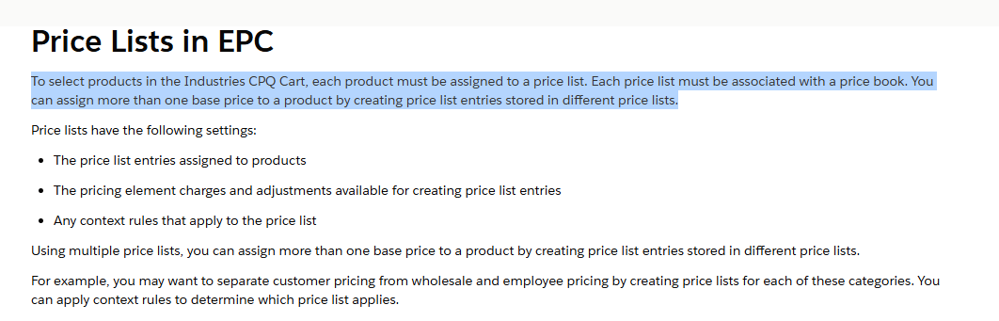 Price Lists in EPC
To select products in the Industries CPQ Cart, each product must be assigned to a price list. Each price list must be associated with a price book. You
can assign more than one base price to a product by creating price list entries stored in different price lists.
Price lists have the following settings:
• The price list entries assigned to products
• The pricing element charges and adjustments available for creating price list entries
• Any context rules that apply to the price list
Using multiple price lists, you can assign more than one base price to a product by creating price list entries stored in different price lists.
For example, you may want to separate customer pricing from wholesale and employee pricing by creating price lists for each of these categories. You
can apply context rules to determine which price list applies.